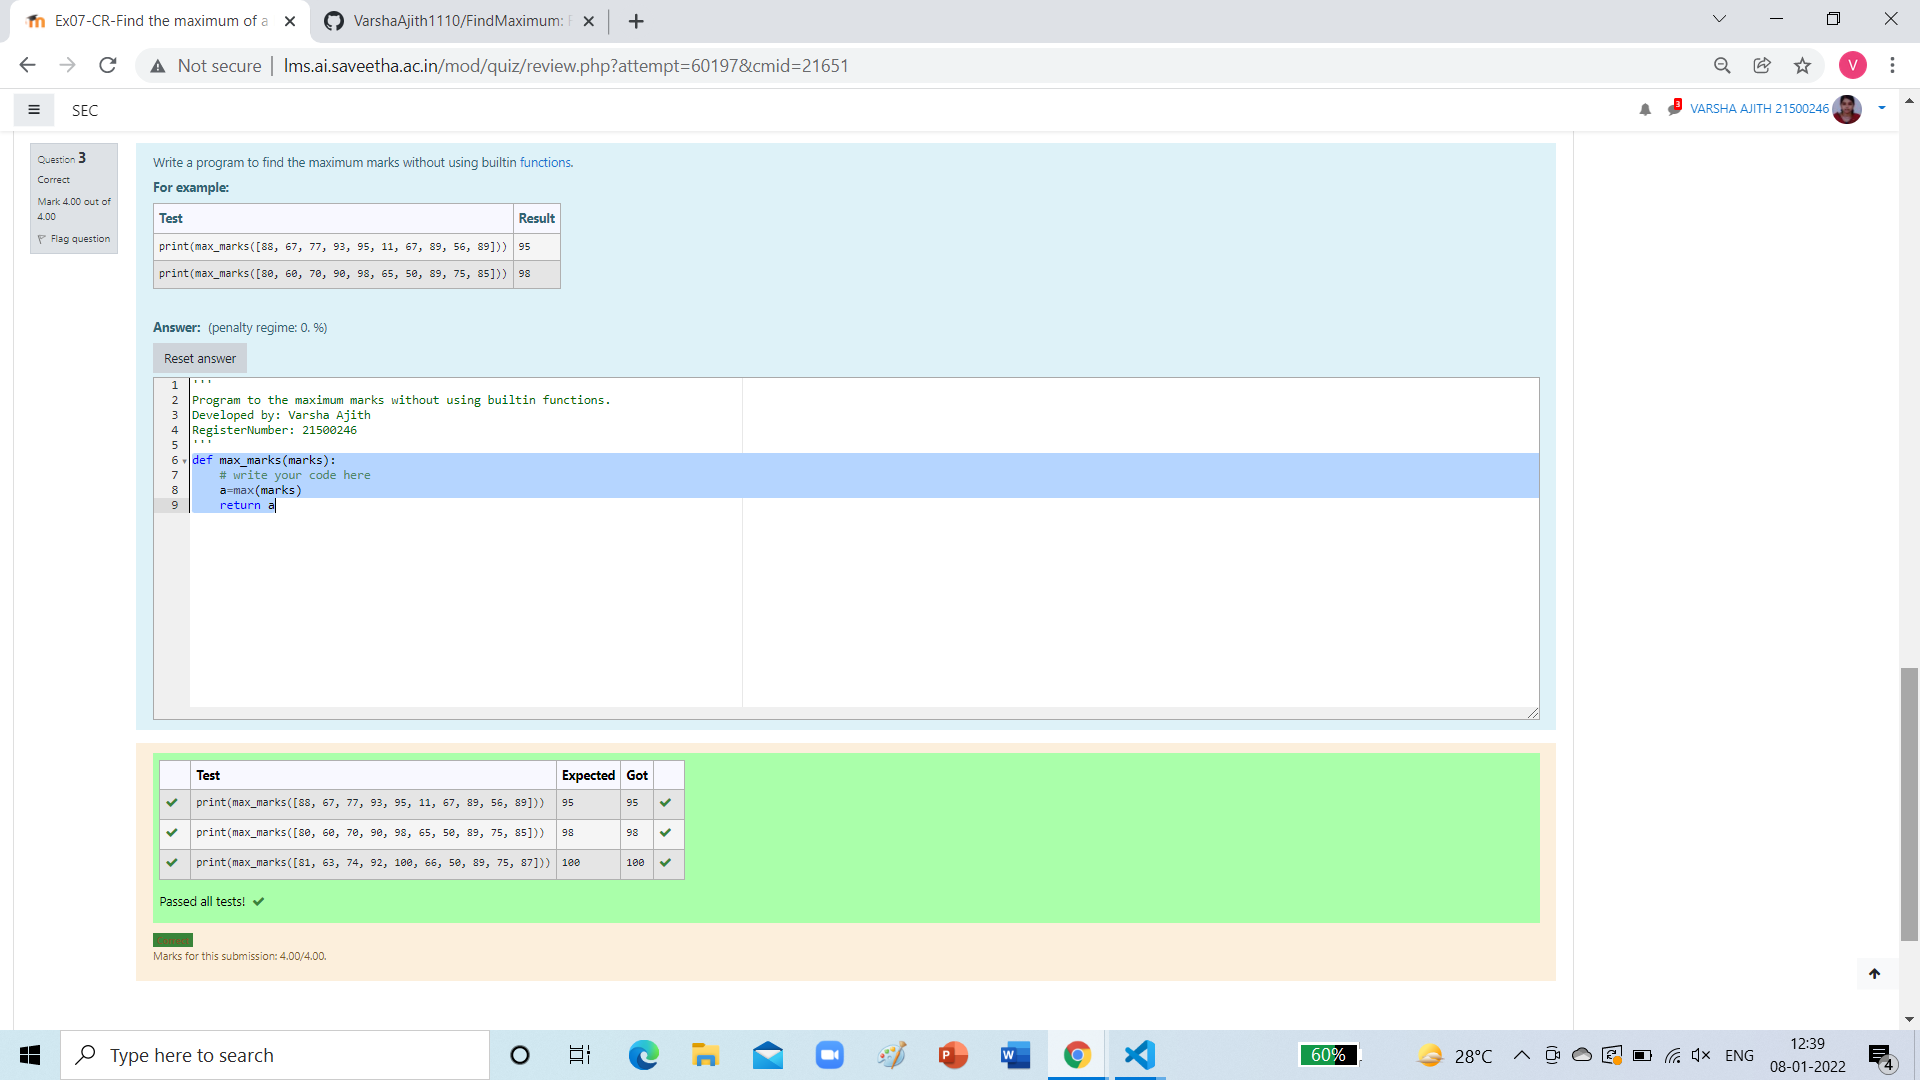 Ex07-CR-Find the maximum of a
VarshaAjith1110/FindMaximum:
Not secure
lms.ai.saveetha.ac.in/mod/quiz/review.php?attempt=60197&cmid=21651
V
SEC
3
VARSHA AJITH 21500246
Question 3
Correct
Mark 4.00 out of
4.00
Flag question
Write a program to find the maximum marks without using builtin functions.
For example:
Test Result
print(max_marks([88, 67, 77, 93, 95, 11, 67, 89, 56, 89])) 95
print(max_marks([80, 60, 70, 90, 98, 65, 50, 89, 75, 85])) 98
Answer: (penalty regime: 0. %)
Reset answer
1 '''
2 Program to the maximum marks without using builtin functions.
3 Developed by: Varsha Ajith
4 RegisterNumber: 21500246
5 '''
6 def max_marks(marks):
7 # write your code here
8 a=max(marks)
9 return a
Test Expected Got
print(max_marks([88, 67, 77, 93, 95, 11, 67, 89, 56, 89])) 95 95
print(max_marks([80, 60, 70, 90, 98, 65, 50, 89, 75, 85])) 98 98
print(max_marks([81, 63, 74, 92, 100, 66, 50, 89, 75, 87])) 100 100
Passed all tests!
Marks for this submission: 4.00/4.00.
Type here to search
P
W
60%
28°C
ENG
12:39
08-01-2022
4